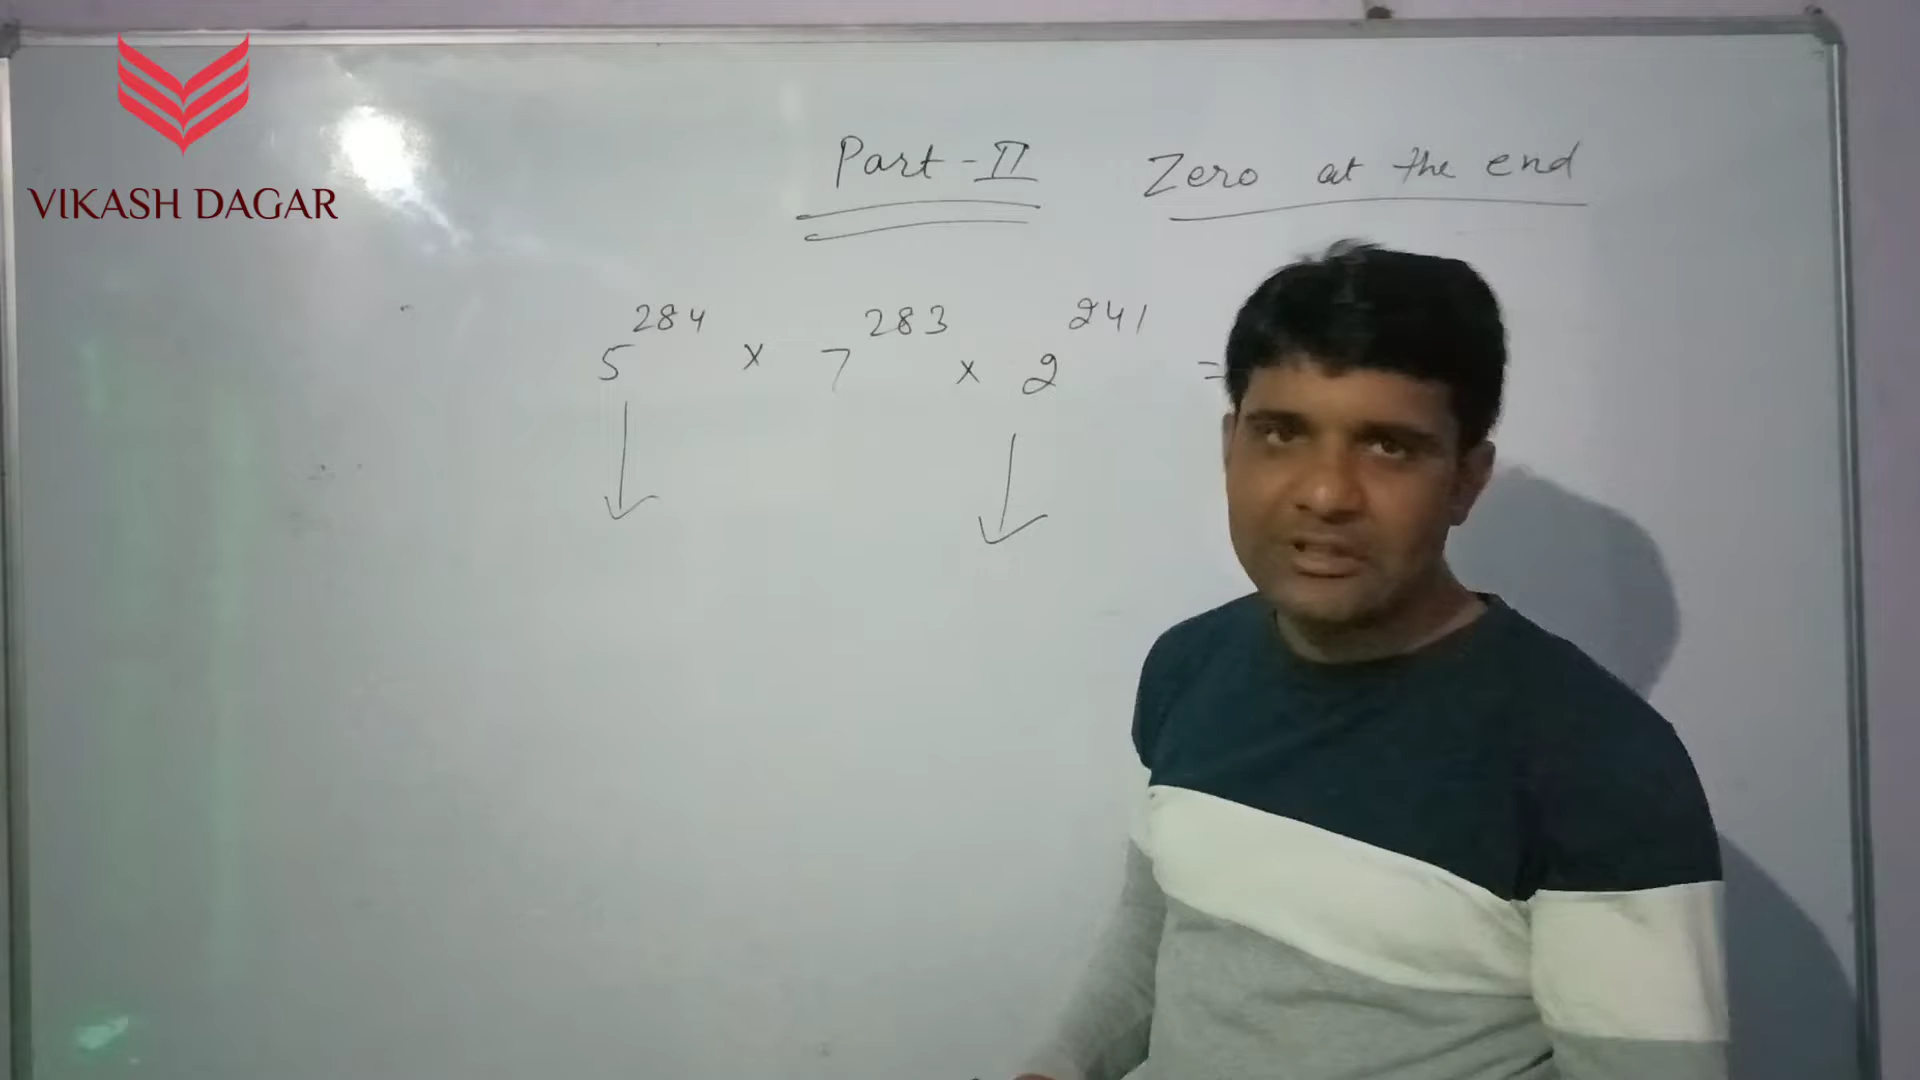 VIKASH DAGAR
Part - II Zero at the end
5^284 x 7^283 x 2^241 =